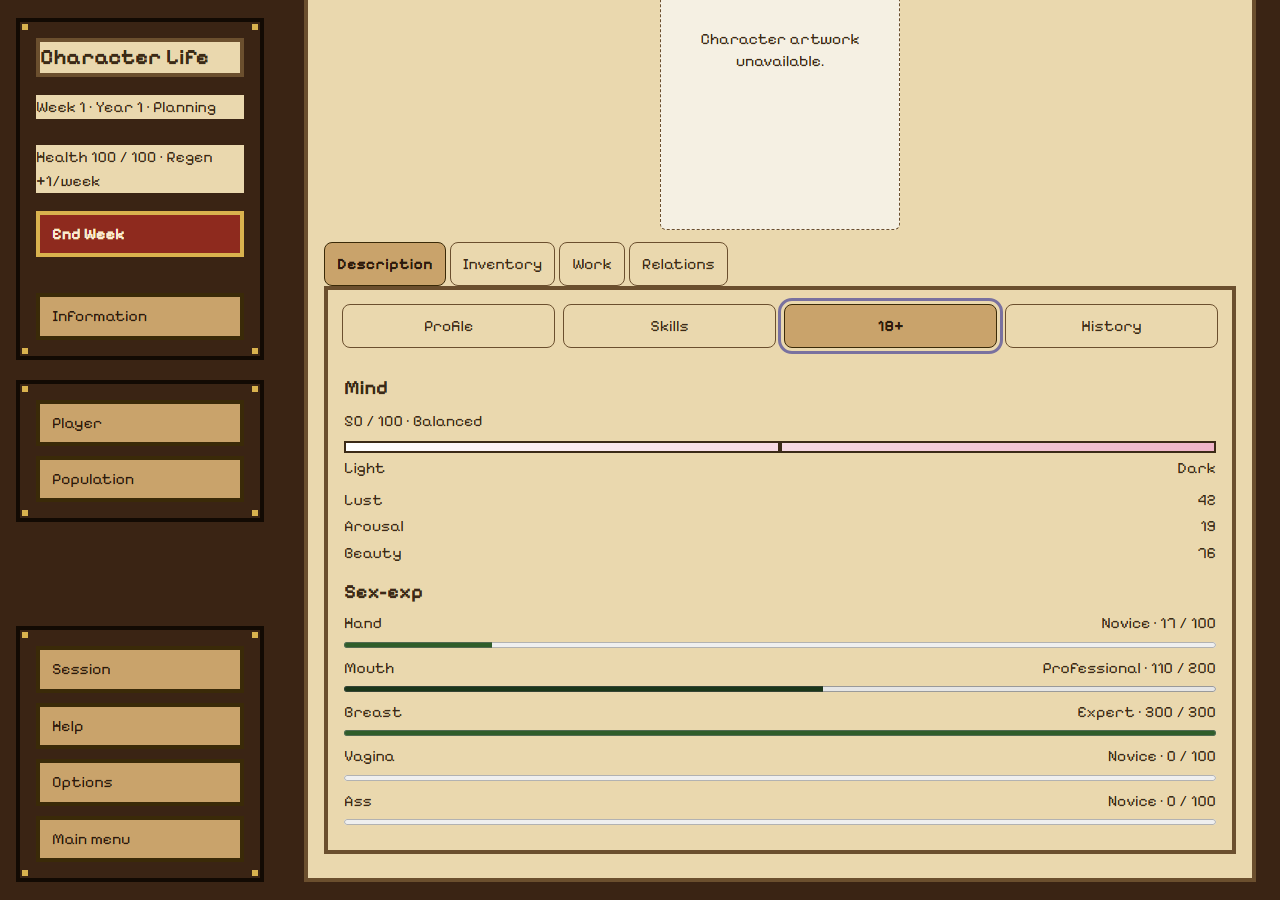 Character Life
Week 1 · Year 1 · Planning
Health 100 / 100 · Regen
+1/week
End Week
Information
Player
Population
Session
Help
Options
Main menu
Character artwork
unavailable.
Description
Inventory
Work
Relations
Profile
Skills
18+
History
Mind
50 / 100 · Balanced
Light
Dark
Lust
42
Arousal
19
Beauty
76
Sex-exp
Hand
Novice · 17 / 100
Mouth
Professional · 110 / 200
Breast
Expert · 300 / 300
Vagina
Novice · 0 / 100
Ass
Novice · 0 / 100